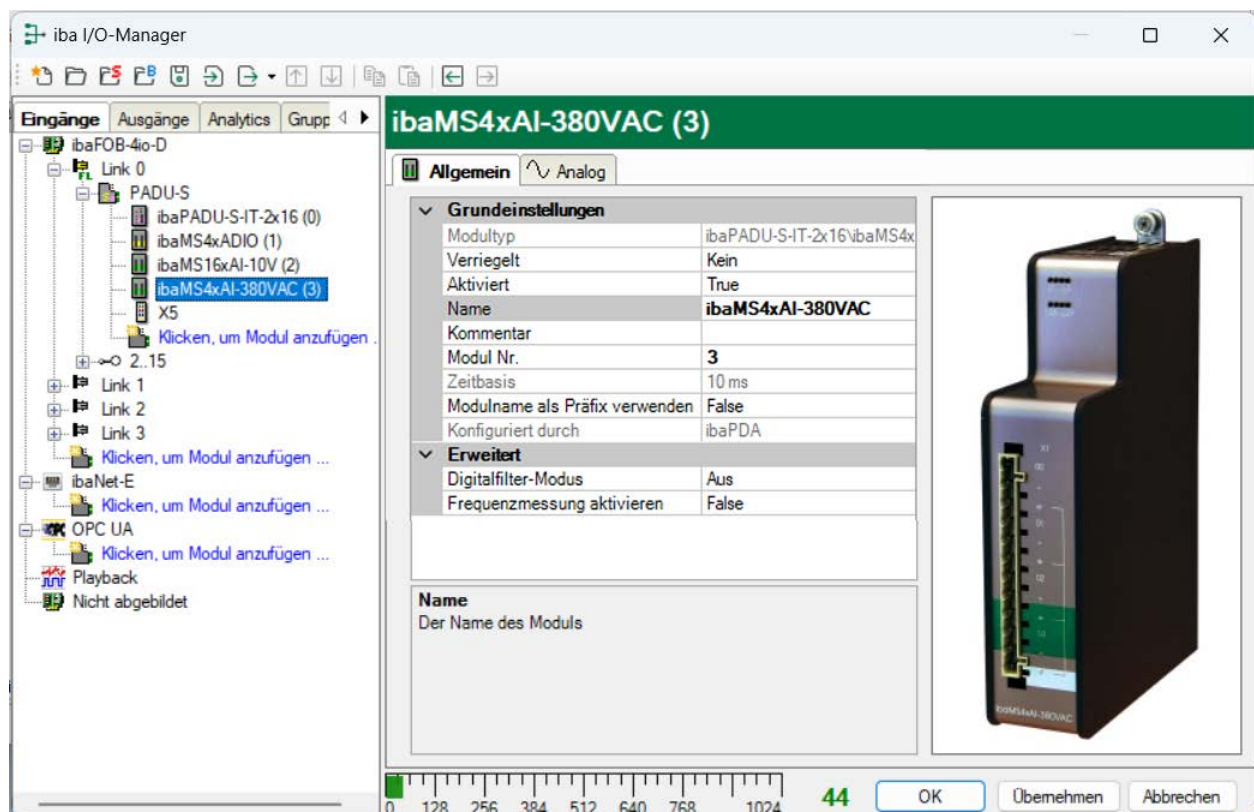 iba I/O-Manager
Eingänge Ausgänge Analytics Grupp
ibaFOB-4io-D
Link 0
PADU-S
ibaPADU-S-IT-2x16 (0)
ibaMS4xADIO (1)
ibaMS16xAI-10V (2)
ibaMS4xAI-380VAC (3)
X5
Klicken, um Modul anzufügen .
2..15
Link 1
Link 2
Link 3
Klicken, um Modul anzufügen ...
ibaNet-E
Klicken, um Modul anzufügen ...
OPC UA
Klicken, um Modul anzufügen ...
Playback
Nicht abgebildet
ibaMS4xAI-380VAC (3)
Allgemein Analog
Grundeinstellungen
Modultyp ibaPADU-S-IT-2x16\ibaMS4x
Verriegelt Kein
Aktiviert True
Name ibaMS4xAI-380VAC
Kommentar
Modul Nr. 3
Zeitbasis 10 ms
Modulname als Präfix verwenden False
Konfiguriert durch ibaPDA
Erweitert
Digitalfilter-Modus Aus
Frequenzmessung aktivieren False
Name
Der Name des Moduls
X1
ibaMS4xAI-380VAC
0 128 256 384 512 640 768 1024
44 OK Übernehmen Abbrechen